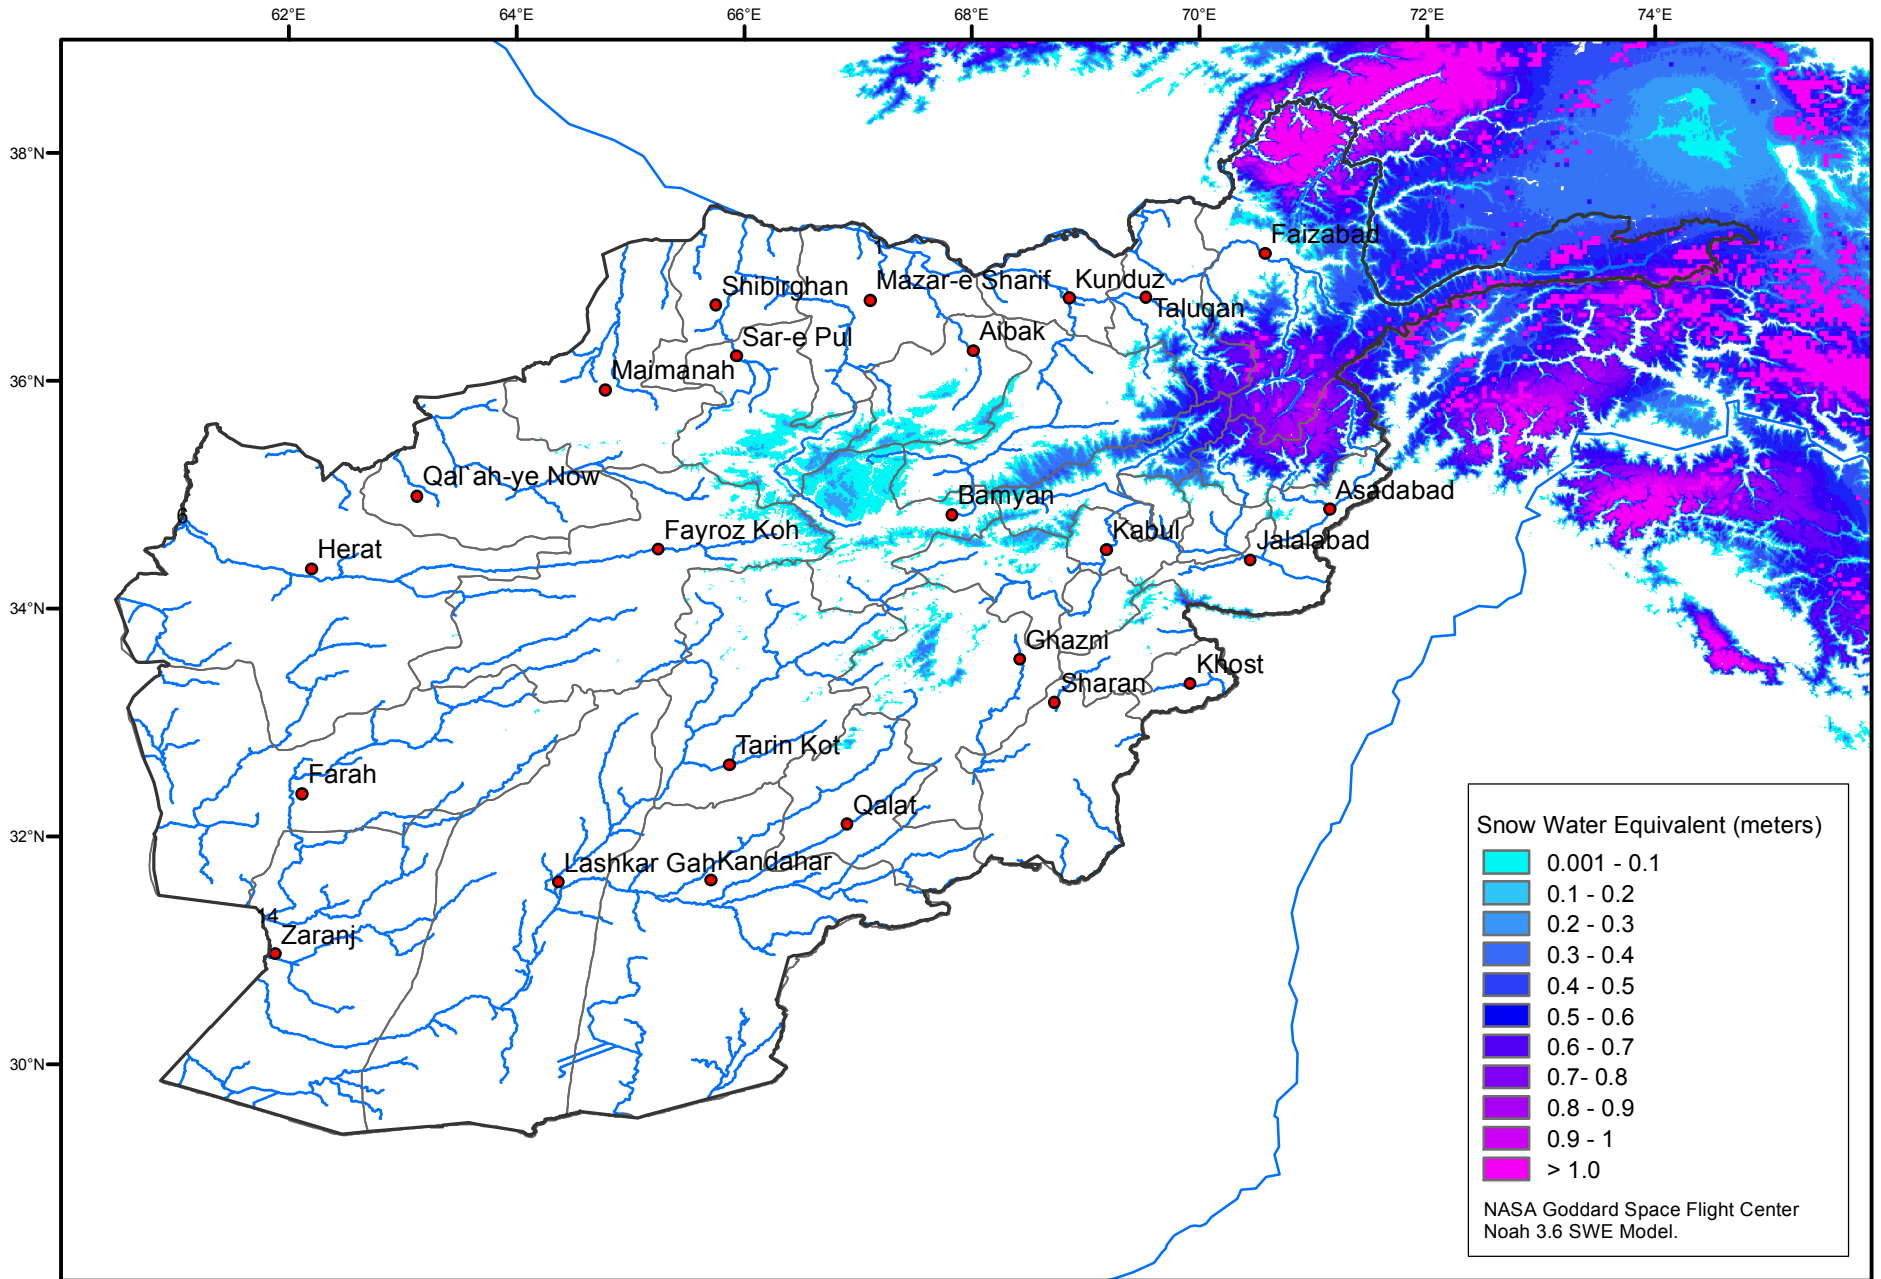 62°E 64°E 66°E 68°E 70°E 72°E 74°E
38°N
36°N
34°N
32°N
30°N
Faizabad
1
Shibirghan
Mazar-e Sharif
Kunduz
Taluqan
Sar-e Pul
Aibak
Maimanah
Qal`ah-ye Now
Bamyan
Asadabad
6
Herat
Fayroz Koh
Kabul
Jalalabad
Ghazni
Khost
Sharan
Tarin Kot
Farah
Qalat
Lashkar Gah
Kandahar
14
Zaranj
Snow Water Equivalent (meters)
0.001 - 0.1
0.1 - 0.2
0.2 - 0.3
0.3 - 0.4
0.4 - 0.5
0.5 - 0.6
0.6 - 0.7
0.7- 0.8
0.8 - 0.9
0.9 - 1
> 1.0
NASA Goddard Space Flight Center
Noah 3.6 SWE Model.